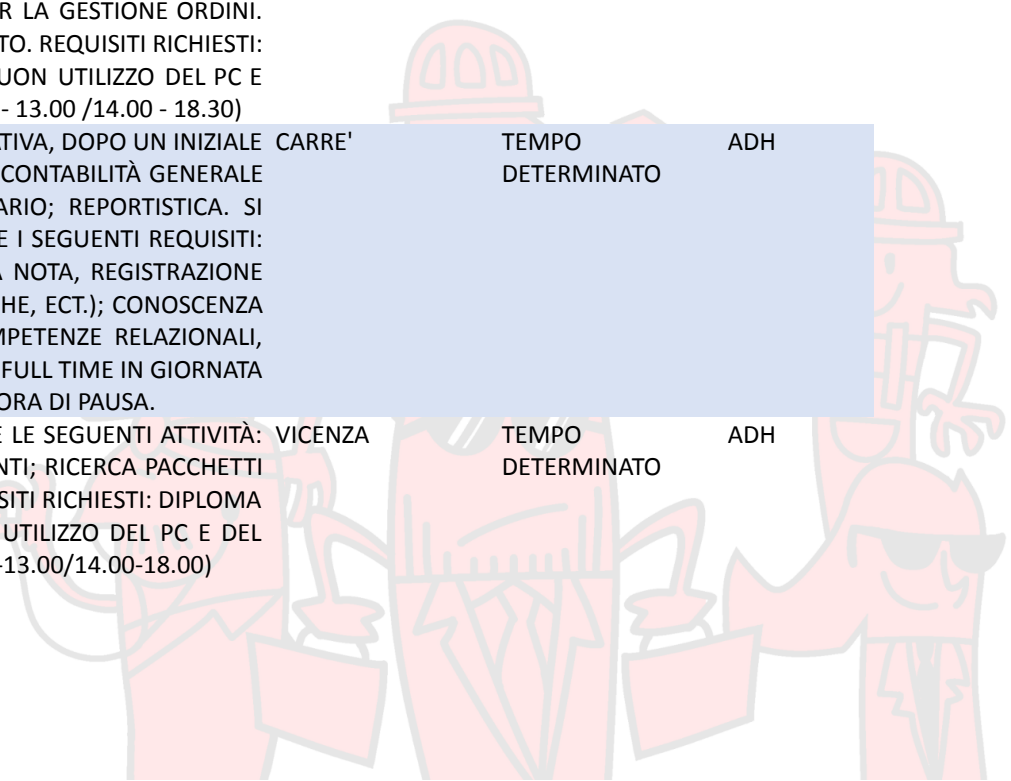 R LA GESTIONE ORDINI.
TO. REQUISITI RICHIESTI:
UON UTILIZZO DEL PC E
- 13.00 /14.00 - 18.30)
ATIVA, DOPO UN INIZIALE CARRE' TEMPO ADH
CONTABILITÀ GENERALE DETERMINATO
ARIO; REPORTISTICA. SI
E I SEGUENTI REQUISITI:
A NOTA, REGISTRAZIONE
HE, ECT.); CONOSCENZA
MPETENZE RELAZIONALI,
FULL TIME IN GIORNATA
ORA DI PAUSA.
E LE SEGUENTI ATTIVITÀ: VICENZA TEMPO ADH
NTI; RICERCA PACCHETTI DETERMINATO
SITI RICHIESTI: DIPLOMA
UTILIZZO DEL PC E DEL
-13.00/14.00-18.00)